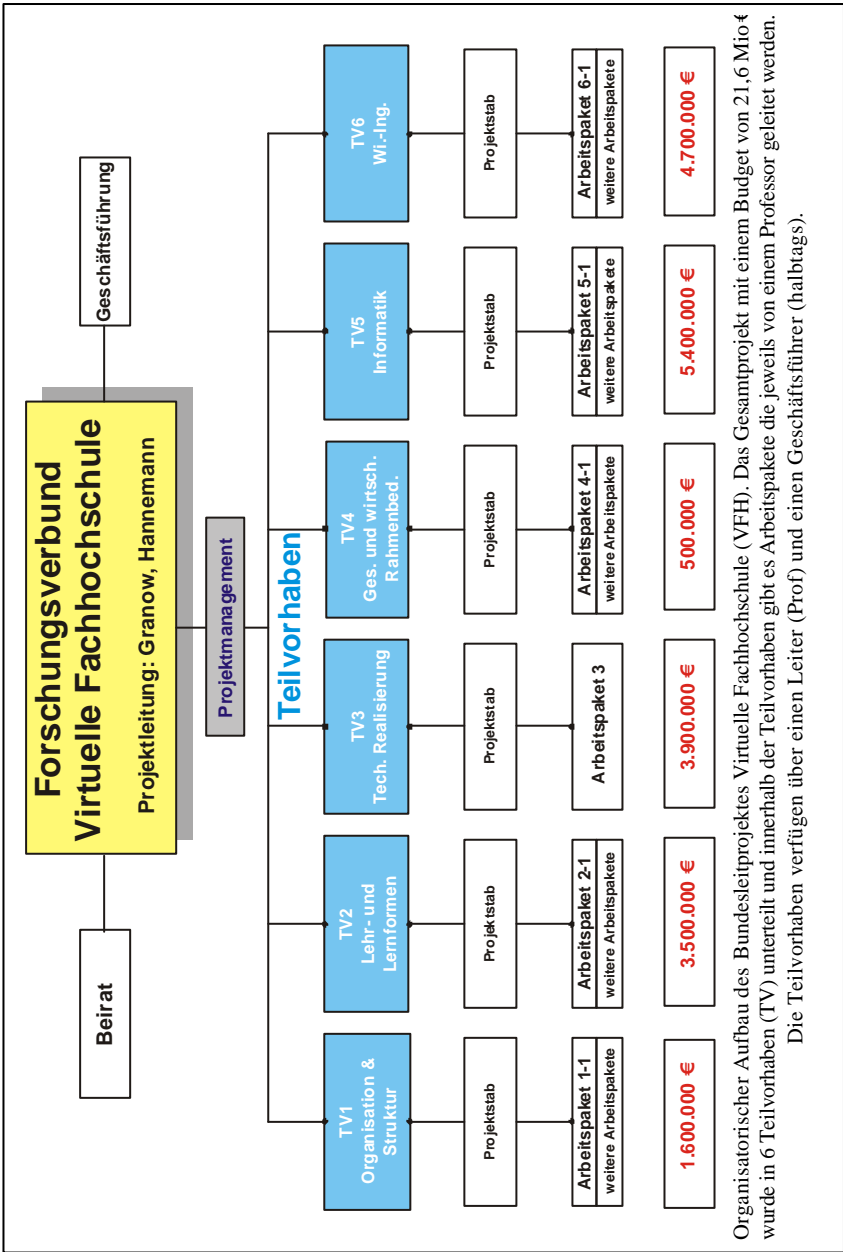 Forschungsverbund
Virtuelle Fachhochschule
Projektleitung: Granow, Hannemann
Beirat
Geschäftsführung
Projektmanagement
Teilvorhaben
TV1
Organisation &
Struktur
TV2
Lehr- und
Lernformen
TV3
Tech. Realisierung
TV4
Ges. und wirtsch.
Rahmenbed.
TV5
Informatik
TV6
Wi.-Ing.
Projektstab
Projektstab
Projektstab
Projektstab
Projektstab
Projektstab
Arbeitspaket 1-1
weitere Arbeitspakete
Arbeitspaket 2-1
weitere Arbeitspakete
Arbeitspaket 3
Arbeitspaket 4-1
weitere Arbeitspakete
Arbeitspaket 5-1
weitere Arbeitspakete
Arbeitspaket 6-1
weitere Arbeitspakete
1.600.000 €
3.500.000 €
3.900.000 €
500.000 €
5.400.000 €
4.700.000 €
Organisatorischer Aufbau des Bundesleitprojektes Virtuelle Fachhochschule (VFH). Das Gesamtprojekt mit einem Budget von 21,6 Mio €
wurde in 6 Teilvorhaben (TV) unterteilt und innerhalb der Teilvorhaben gibt es Arbeitspakete die jeweils von einem Professor geleitet werden.
Die Teilvorhaben verfügen über einen Leiter (Prof) und einen Geschäftsführer (halbtags).